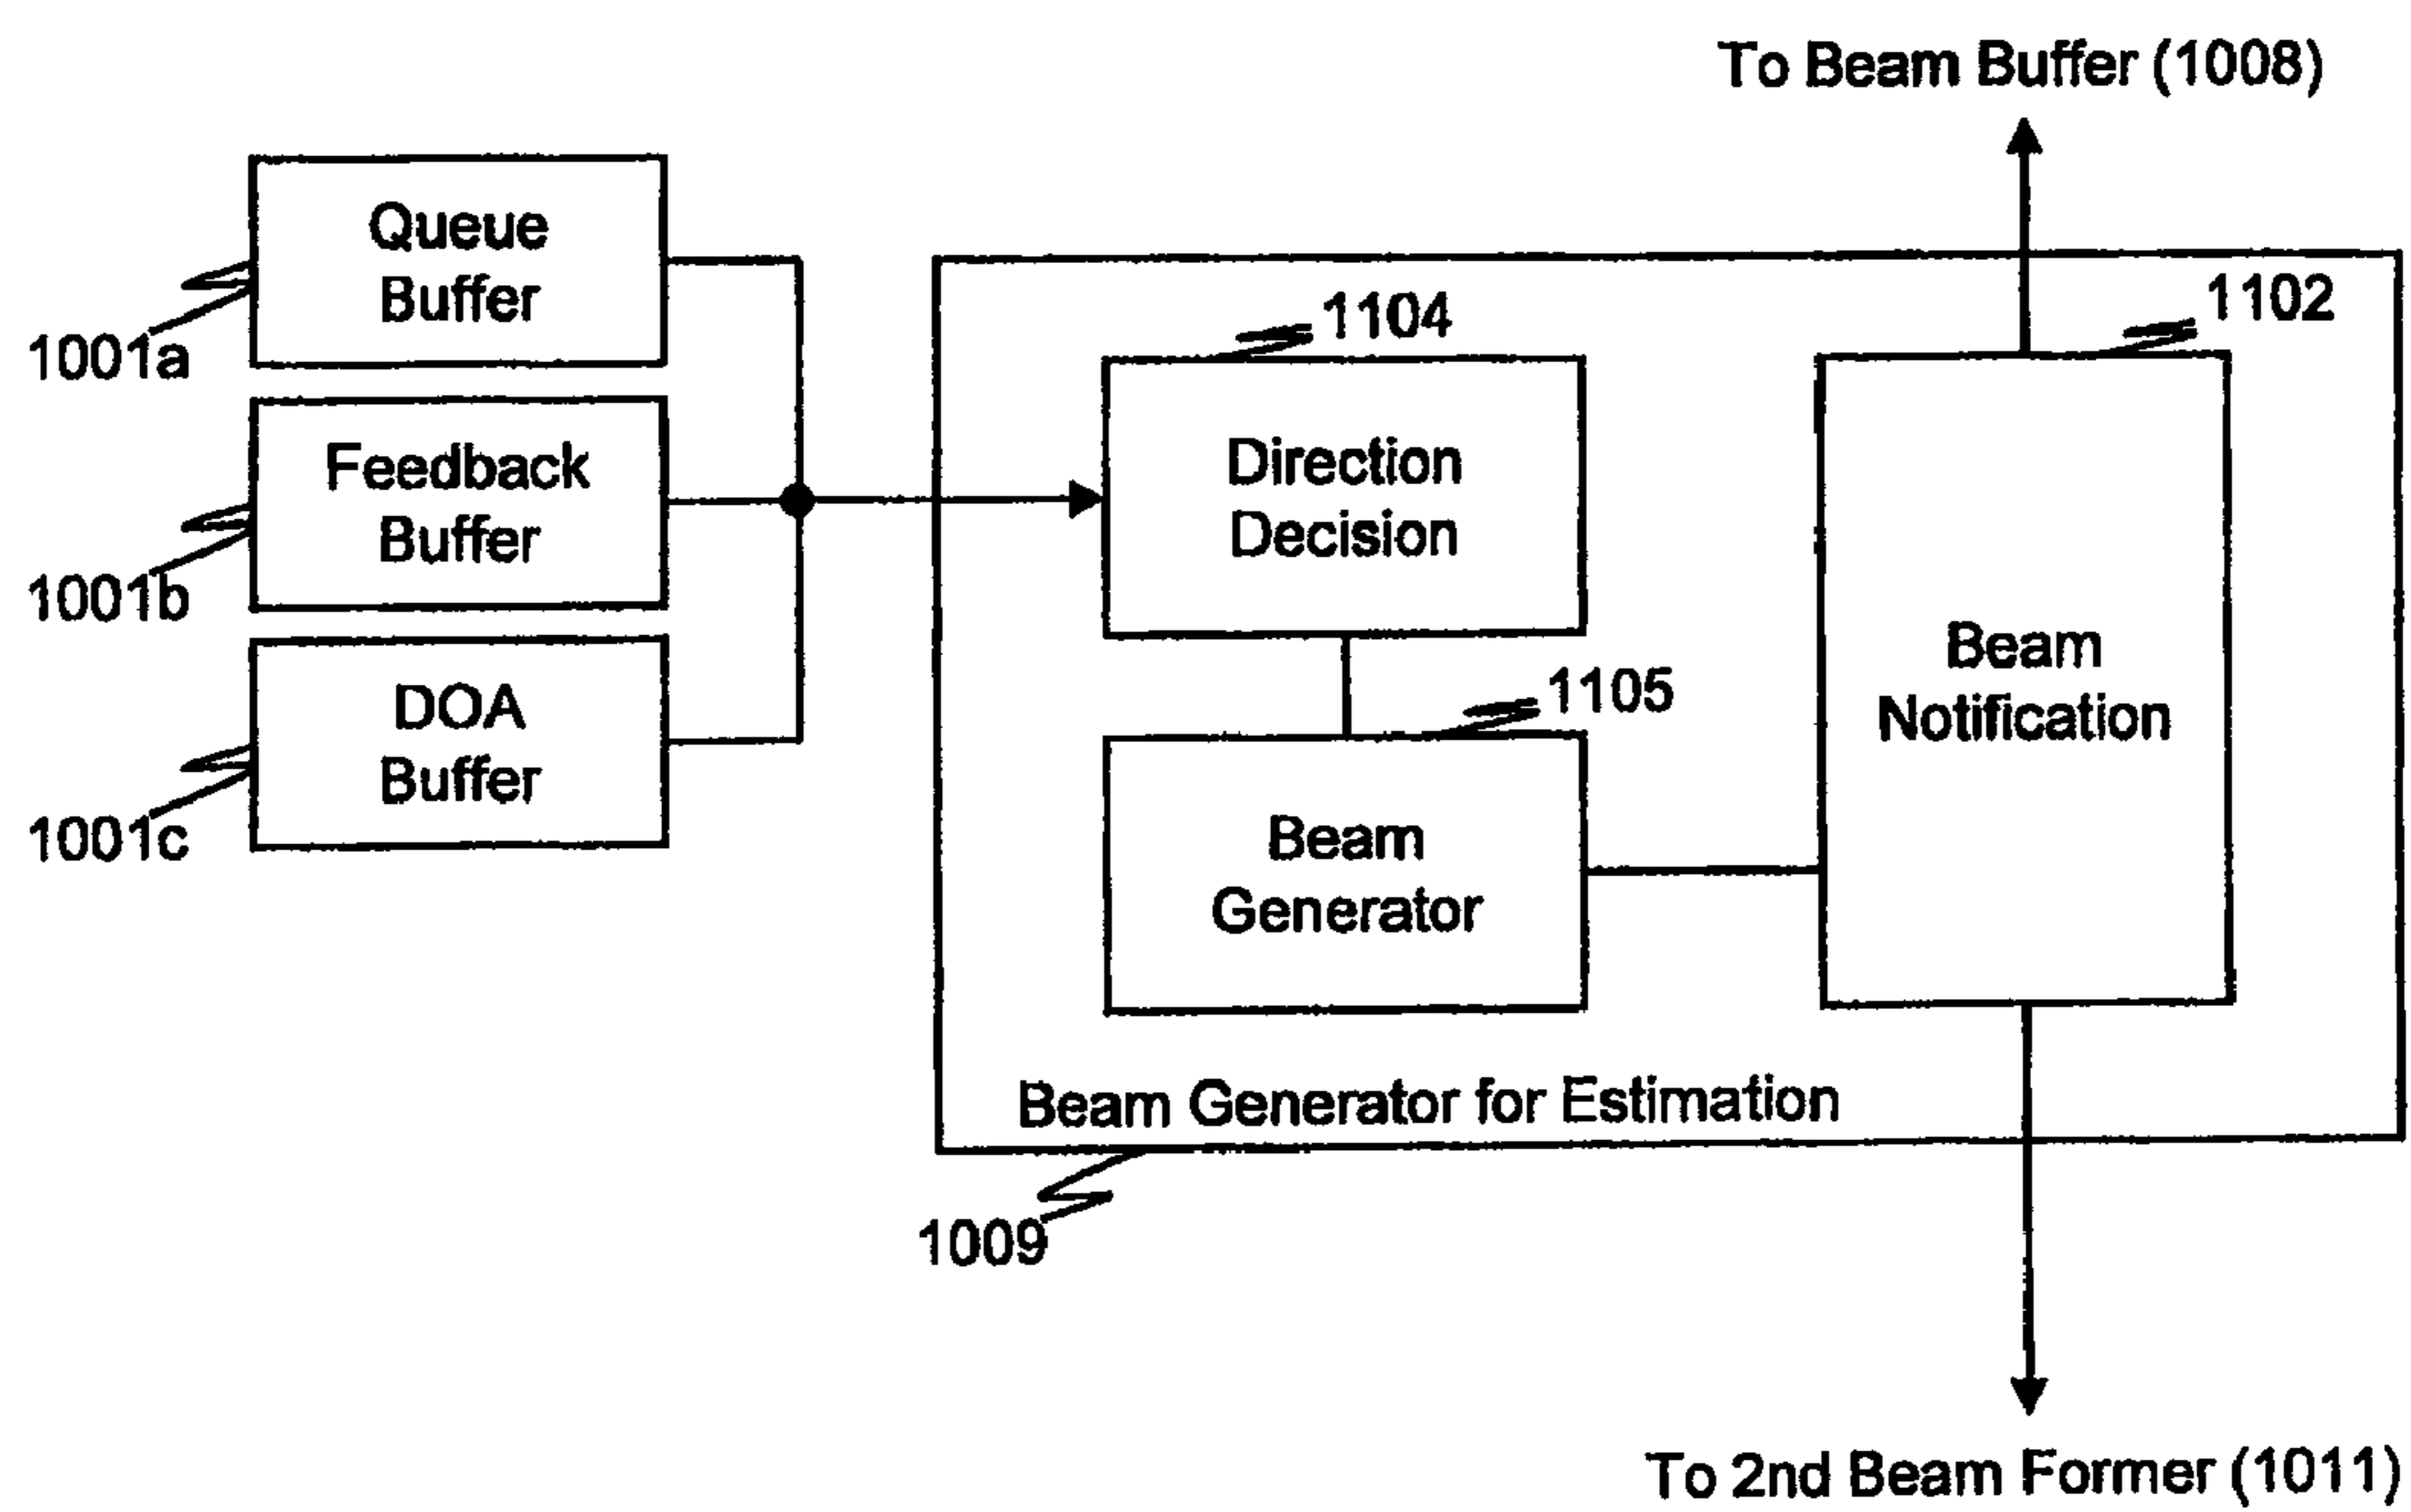 To Beam Buffer (1008)
Queue
Buffer
1001a
Feedback
Buffer
1001b
DOA
Buffer
1001c
1104
Direction
Decision
1105
Beam
Generator
1102
Beam
Notification
Beam Generator for Estimation
1009
To 2nd Beam Former (1011)